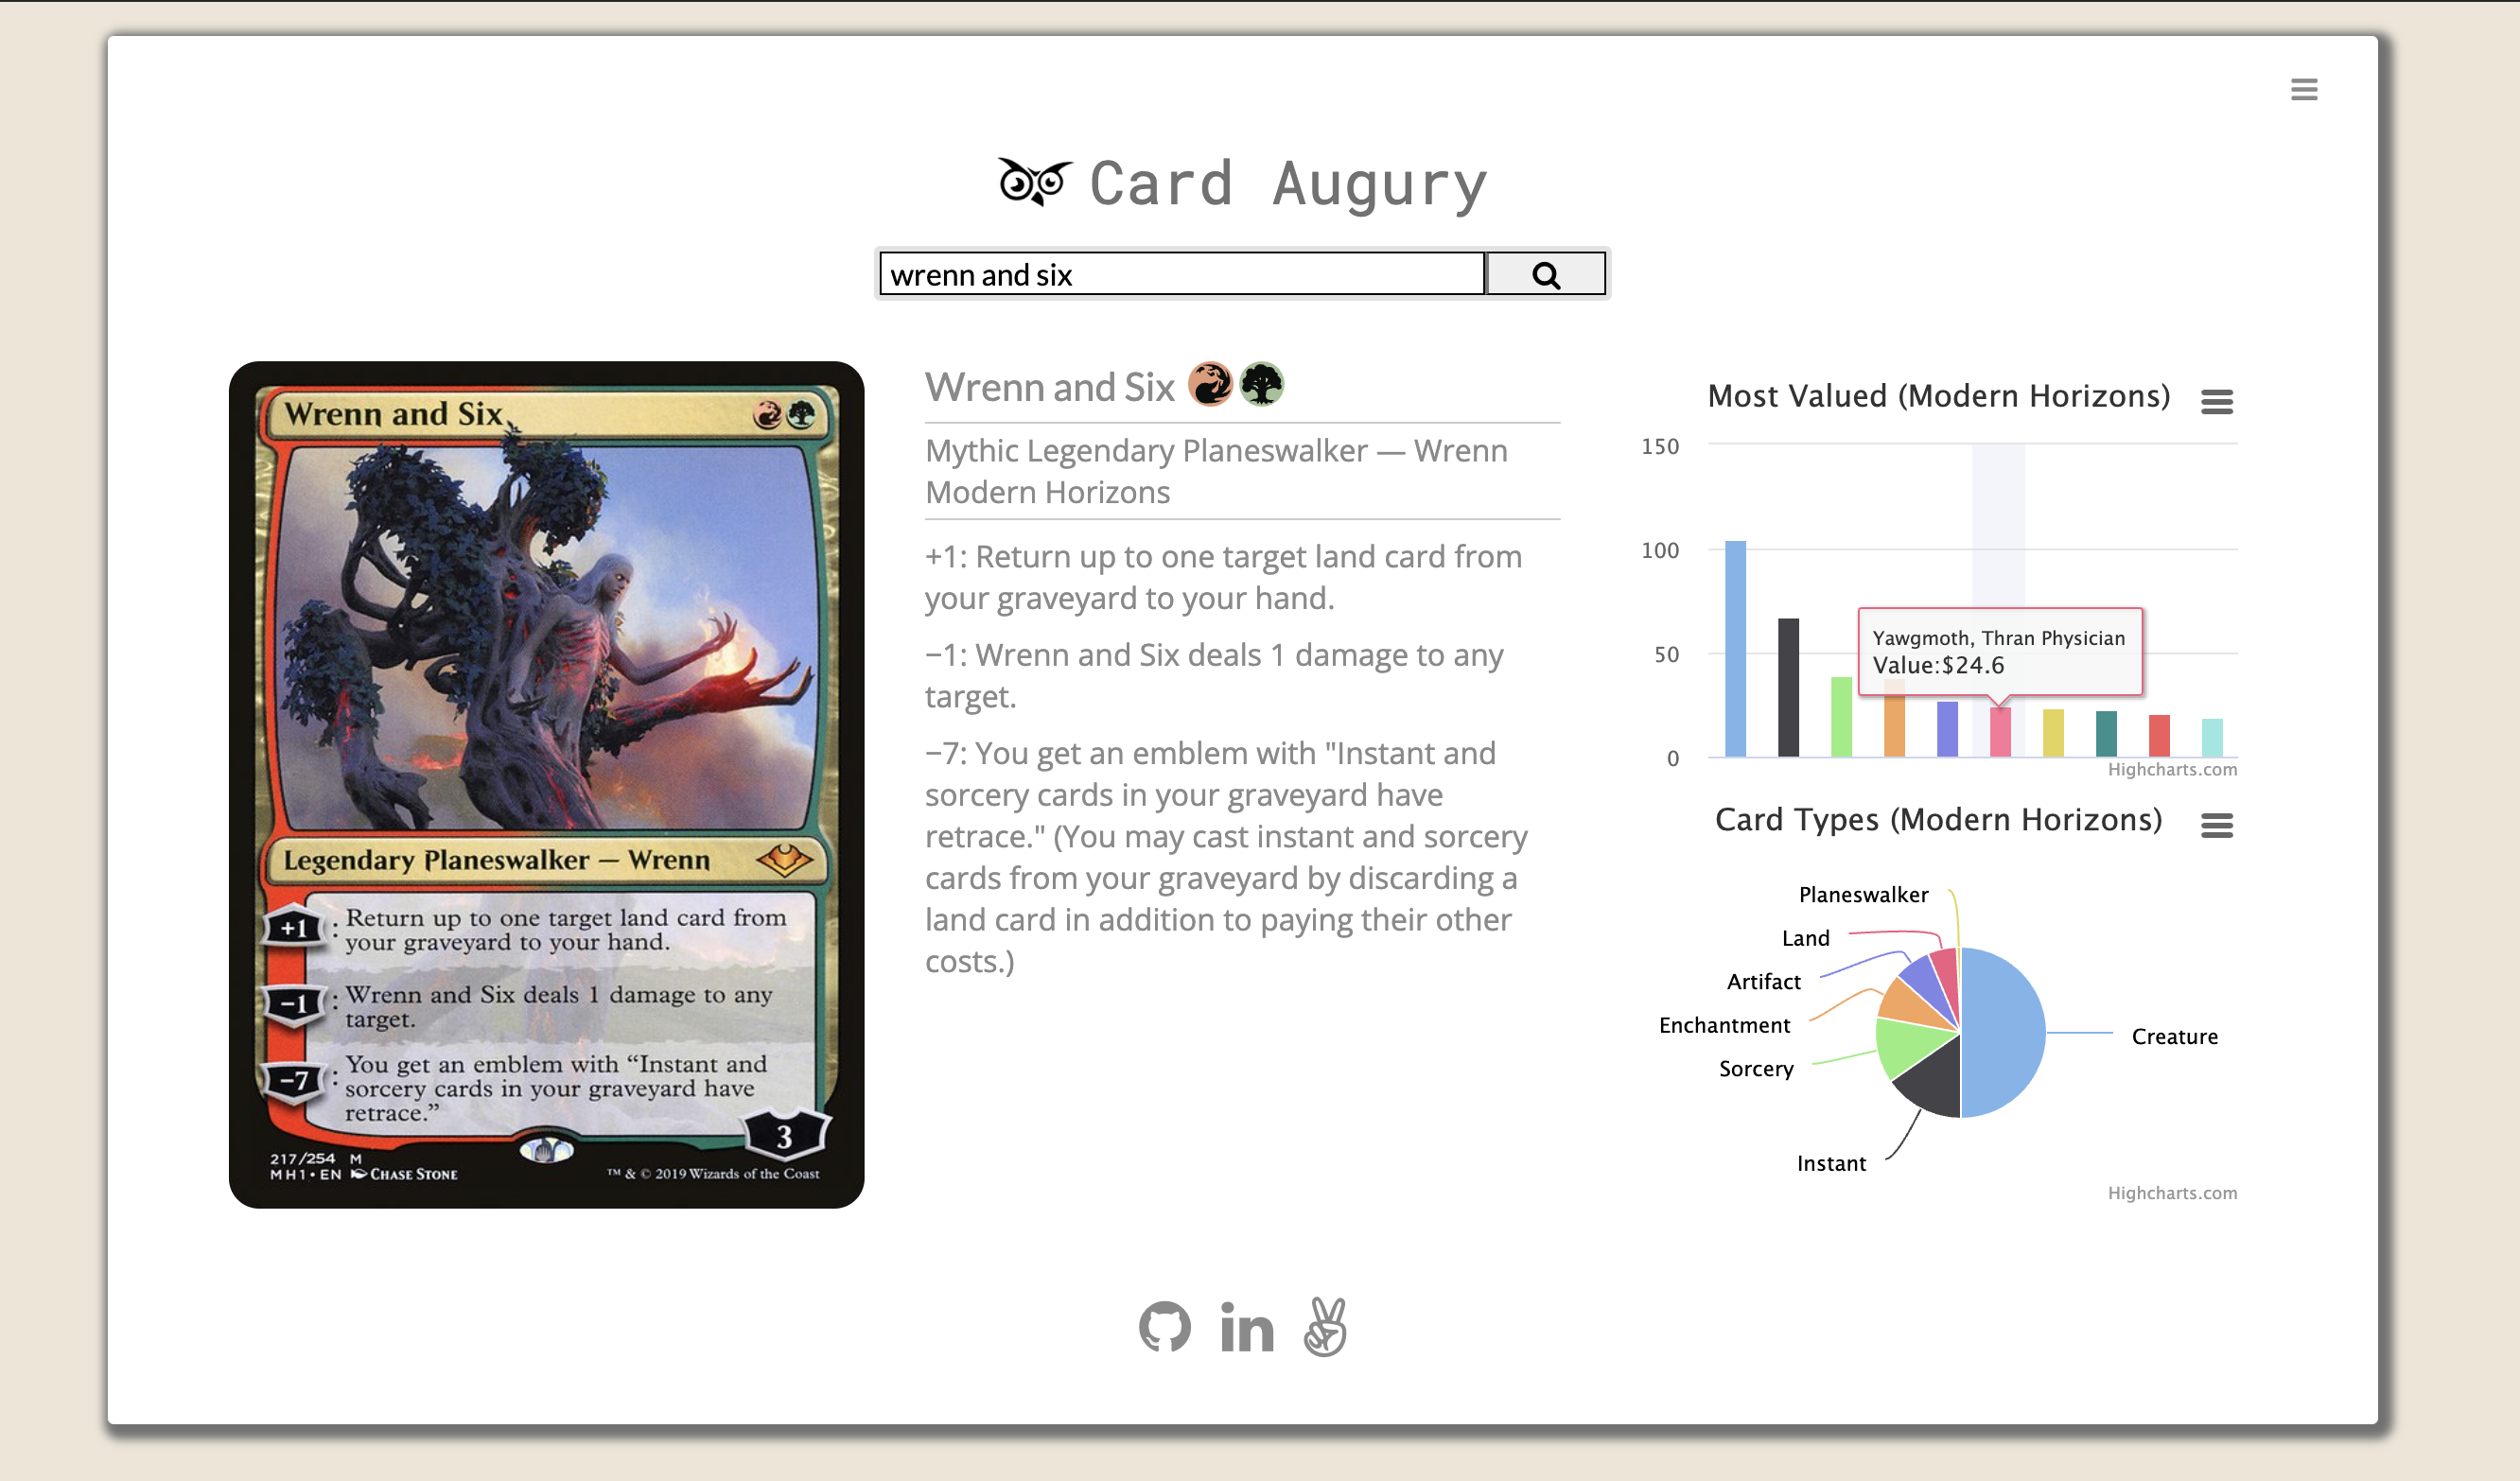 Card Augury
wrenn and six
Wrenn and Six
Legendary Planeswalker — Wrenn
+1 : Return up to one target land card from
your graveyard to your hand.
−1 : Wrenn and Six deals 1 damage to any
target.
−7 : You get an emblem with “Instant and
sorcery cards in your graveyard have
retrace.”
3
217/254 M
MH1 • EN CHASE STONE
™ & © 2019 Wizards of the Coast
Wrenn and Six
Mythic Legendary Planeswalker — Wrenn
Modern Horizons
+1: Return up to one target land card from
your graveyard to your hand.
−1: Wrenn and Six deals 1 damage to any
target.
−7: You get an emblem with "Instant and
sorcery cards in your graveyard have
retrace." (You may cast instant and sorcery
cards from your graveyard by discarding a
land card in addition to paying their other
costs.)
Most Valued (Modern Horizons)
150
100
50
0
Yawgmoth, Thran Physician
Value:$24.6
Highcharts.com
Card Types (Modern Horizons)
Planeswalker
Land
Artifact
Enchantment
Sorcery
Creature
Instant
Highcharts.com
in